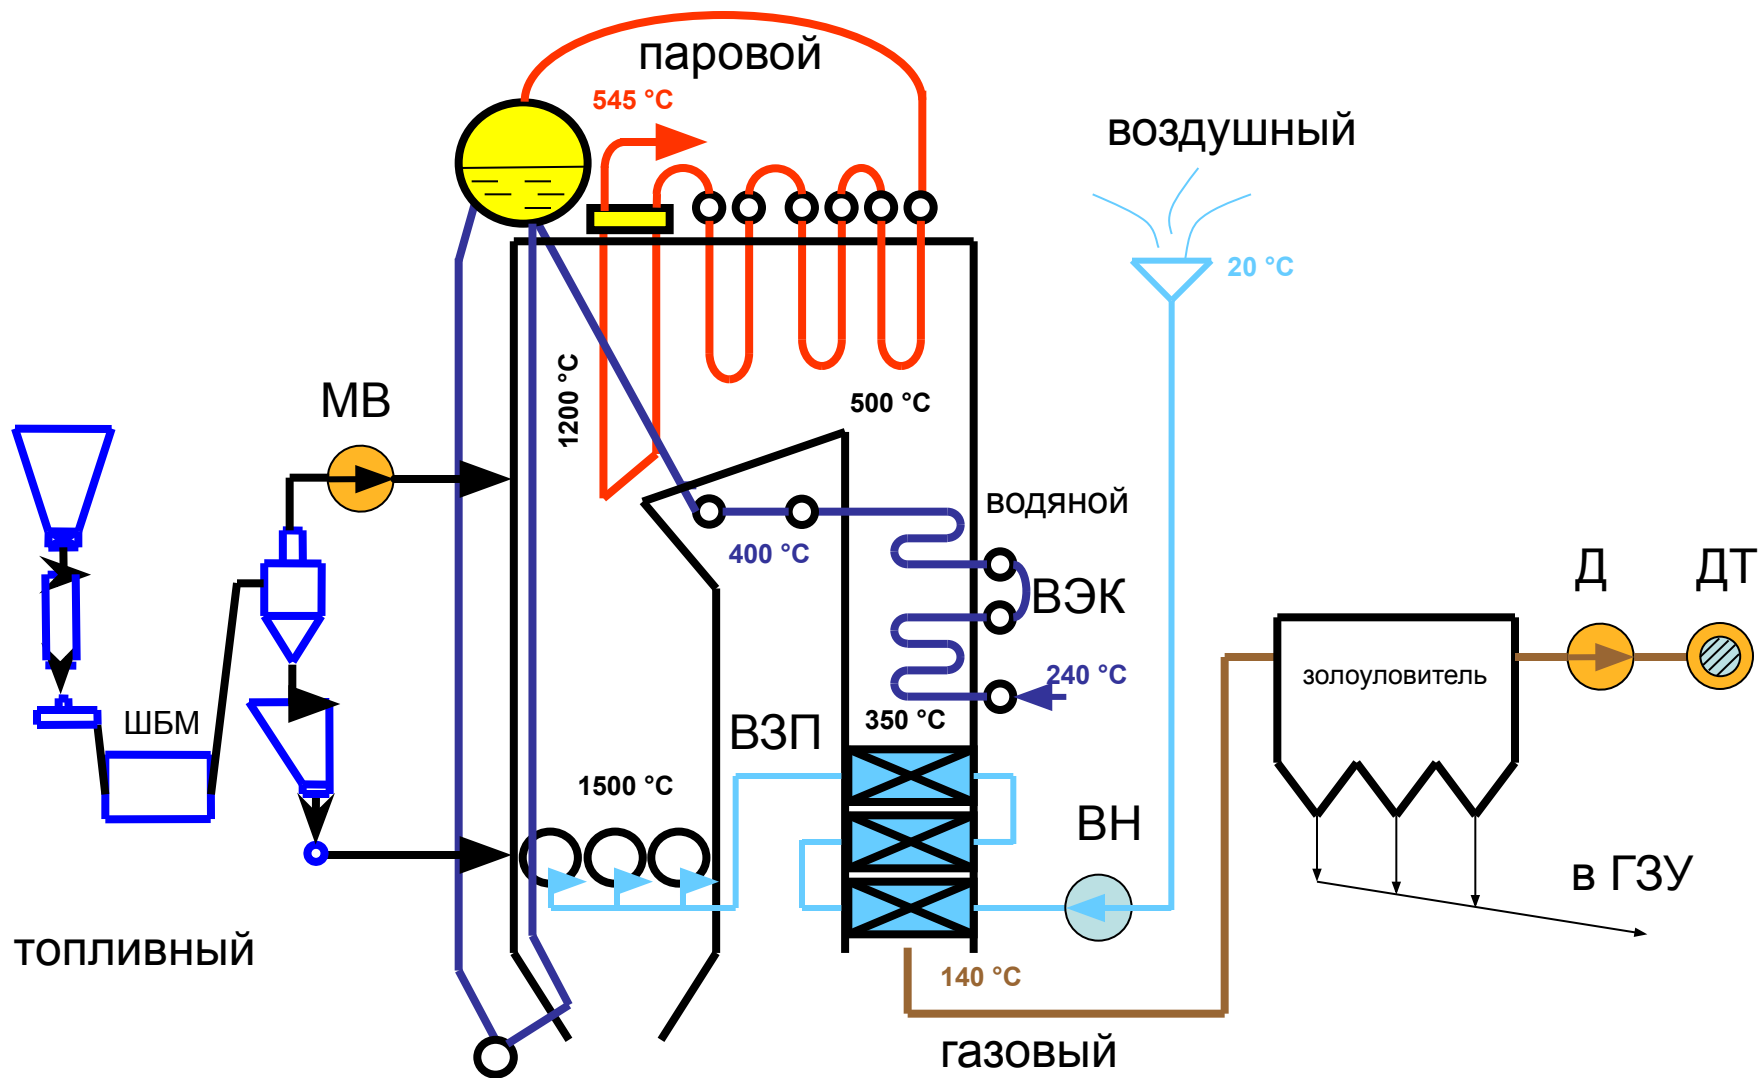 паровой
545 °C
воздушный
20 °C
1200 °C
МВ
500 °C
водяной
400 °C
ВЭК
Д
ДТ
золоуловитель
240 °C
350 °C
ШБМ
ВЗП
1500 °C
ВН
в ГЗУ
топливный
140 °C
газовый